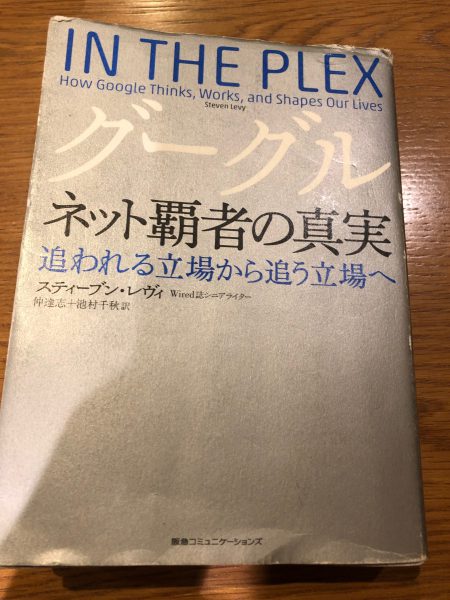 IN THE PLEX
How Google Thinks, Works, and Shapes Our Lives
Steven Levy
グーグル
ネット覇者の真実
追われる立場から追う立場へ
スティーブン・レヴィ Wired誌シニアライター
仲達志+池村千秋訳
阪急コミュニケーションズ